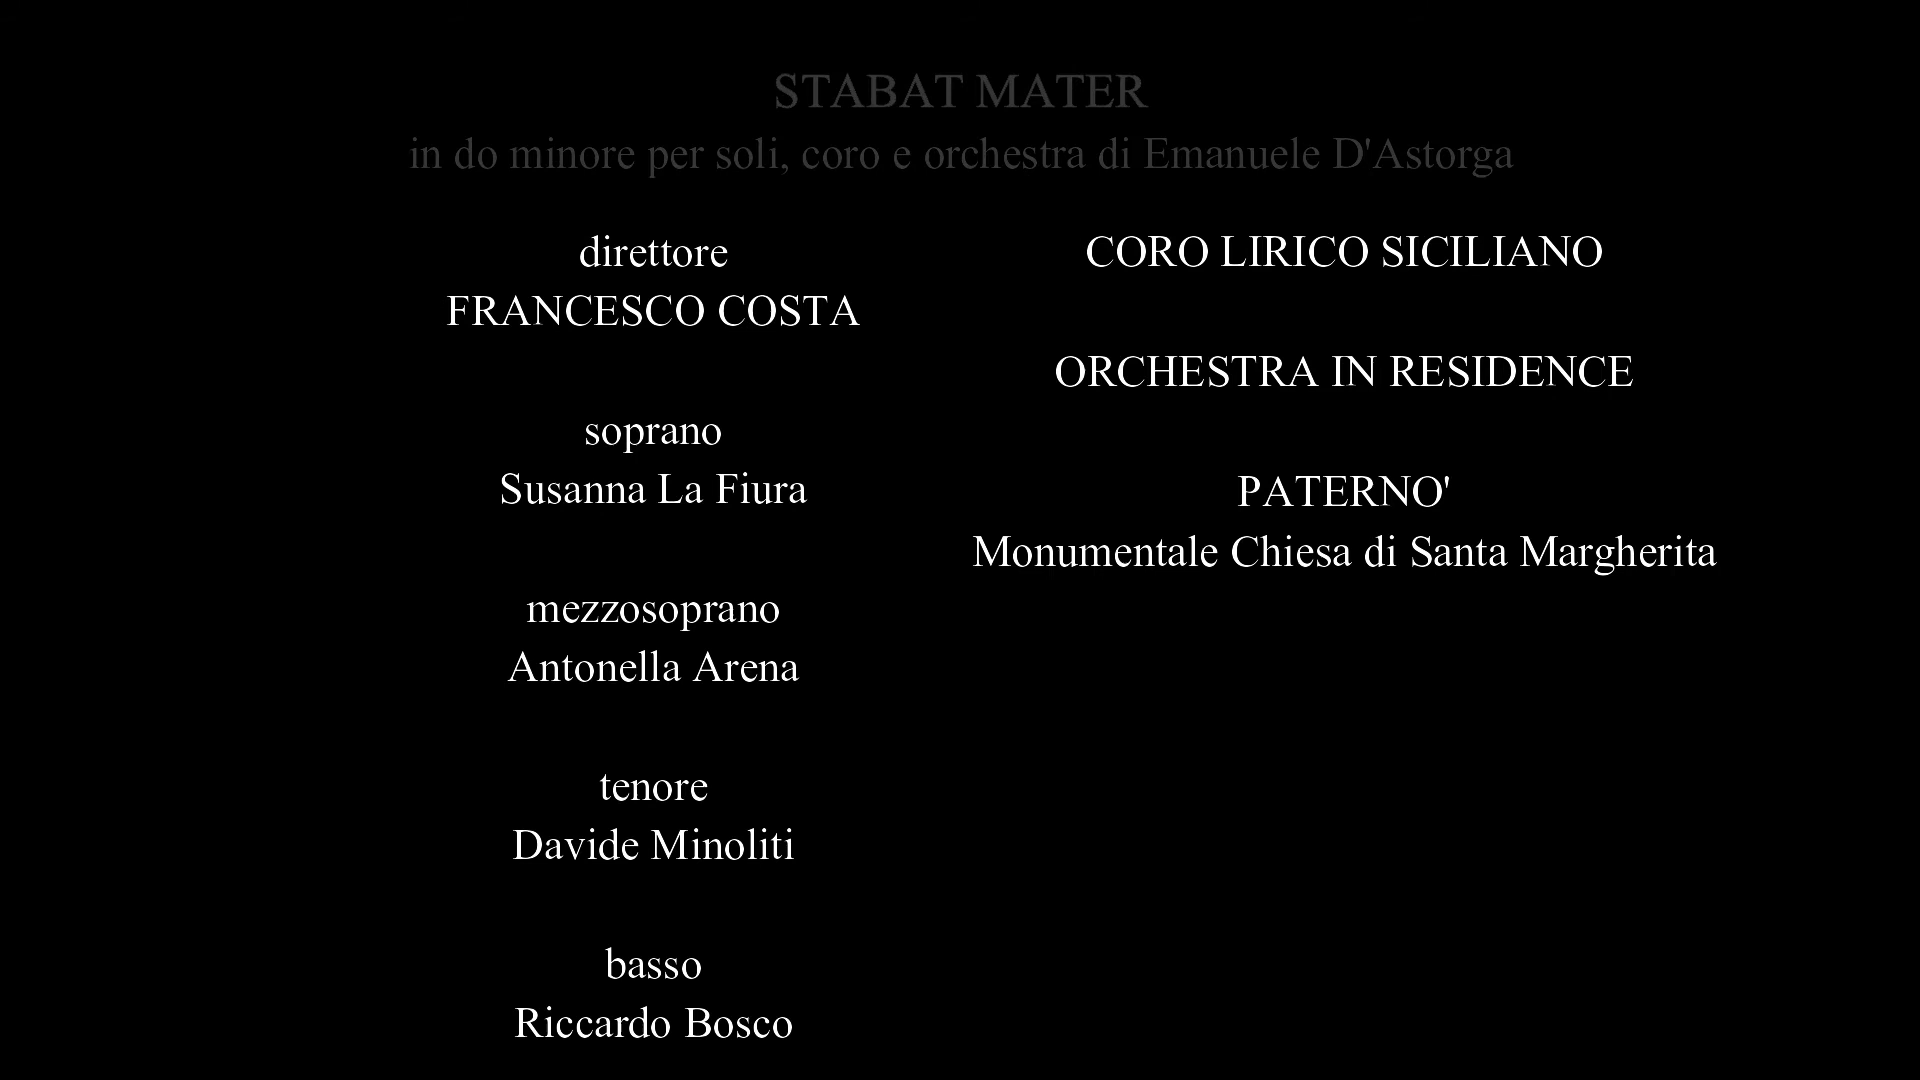 STABAT MATER
in do minore per soli, coro e orchestra di Emanuele D'Astorga
direttore
FRANCESCO COSTA
soprano
Susanna La Fiura
mezzosoprano
Antonella Arena
tenore
Davide Minoliti
basso
Riccardo Bosco
CORO LIRICO SICILIANO
ORCHESTRA IN RESIDENCE
PATERNO'
Monumentale Chiesa di Santa Margherita